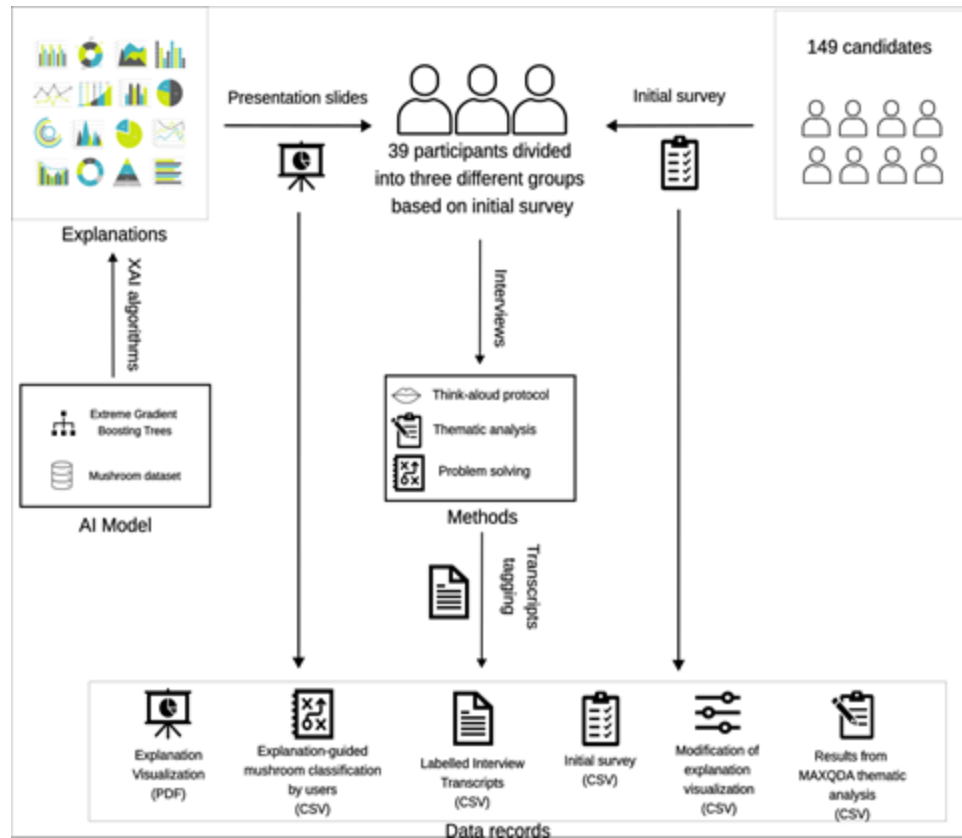 149 candidates
Presentation slides
Initial survey
39 participants divided
into three different groups
based on initial survey
Explanations
XAI algorithms
Interviews
Extreme Gradient
Boosting Trees
Mushroom dataset
AI Model
Think-aloud protocol
Thematic analysis
Problem solving
Methods
Transcripts
tagging
Explanation
Visualization
(PDF)
Explanation-guided
mushroom classification
by users
(CSV)
Labelled Interview
Transcripts
(CSV)
Initial survey
(CSV)
Modification of
explanation
visualization
(CSV)
Results from
MAXQDA thematic
analysis
(CSV)
Data records